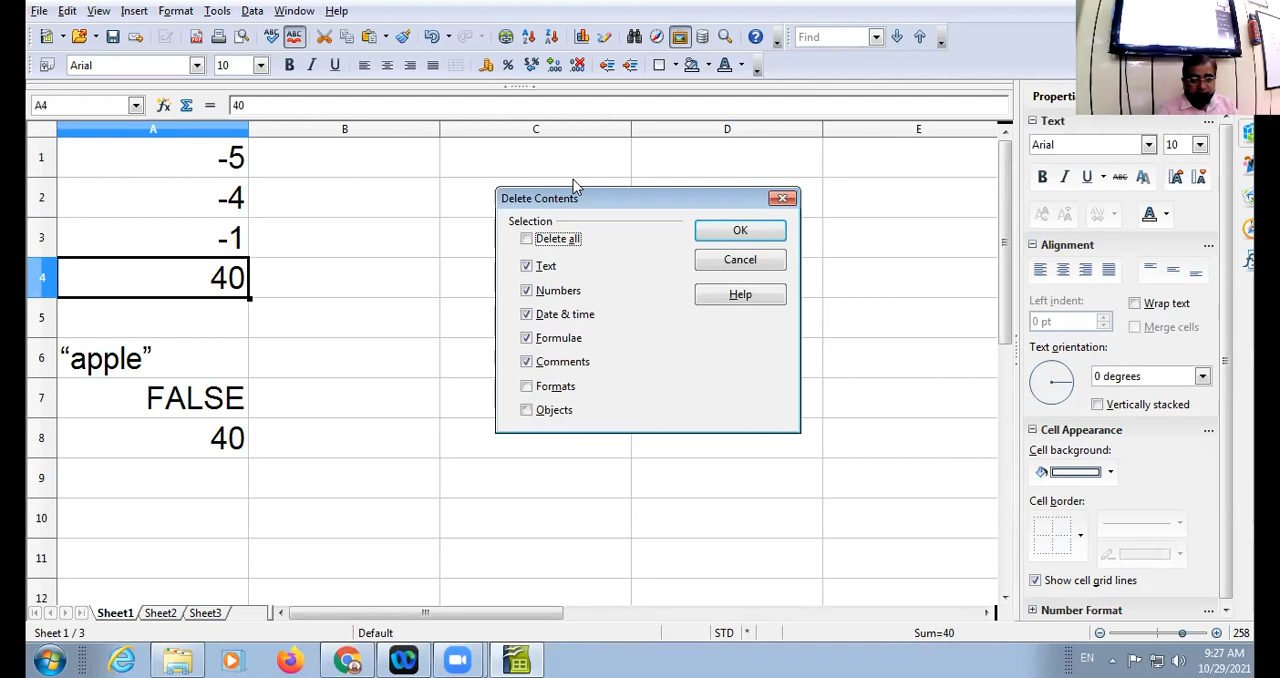 File Edit View Insert Format Tools Data Window Help
Find
Arial 10
A4 40
A B C D E
1 -5
2 -4
3 -1
4 40
5
6 “apple”
7 FALSE
8 40
9
10
11
12
Delete Contents
Selection
Delete all
Text
Numbers
Date & time
Formulae
Comments
Formats
Objects
OK
Cancel
Help
Text
Arial 10
Alignment
Left indent:
Wrap text
0 pt
Merge cells
Text orientation:
0 degrees
Vertically stacked
Cell Appearance
Cell background:
Cell border:
Show cell grid lines
Number Format
Sheet1 Sheet2 Sheet3
Sheet 1 / 3 Default STD * Sum=40 258
EN 9:27 AM
10/29/2021